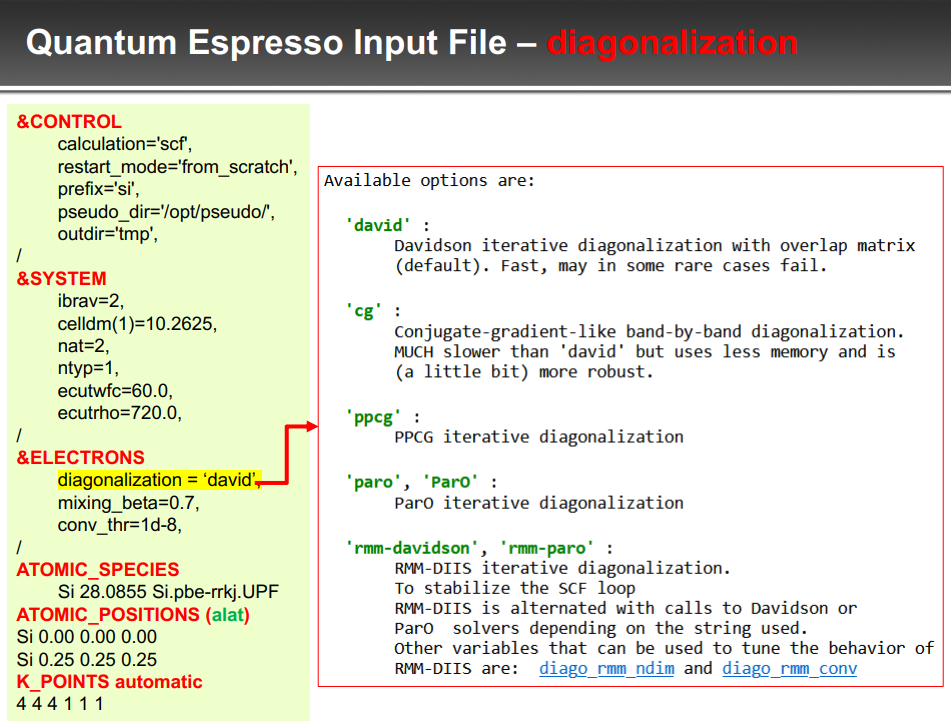 Quantum Espresso Input File – diagonalization
&CONTROL
calculation='scf',
restart_mode='from_scratch',
prefix='si',
pseudo_dir='/opt/pseudo/',
outdir='tmp',
/
&SYSTEM
ibrav=2,
celldm(1)=10.2625,
nat=2,
ntyp=1,
ecutwfc=60.0,
ecutrho=720.0,
/
&ELECTRONS
diagonalization = ‘david’,
mixing_beta=0.7,
conv_thr=1d-8,
/
ATOMIC_SPECIES
Si 28.0855 Si.pbe-rrkj.UPF
ATOMIC_POSITIONS (alat)
Si 0.00 0.00 0.00
Si 0.25 0.25 0.25
K_POINTS automatic
4 4 4 1 1 1
Available options are:
'david' :
Davidson iterative diagonalization with overlap matrix
(default). Fast, may in some rare cases fail.
'cg' :
Conjugate-gradient-like band-by-band diagonalization.
MUCH slower than 'david' but uses less memory and is
(a little bit) more robust.
'ppcg' :
PPCG iterative diagonalization
'paro', 'ParO' :
ParO iterative diagonalization
'rmm-davidson', 'rmm-paro' :
RMM-DIIS iterative diagonalization.
To stabilize the SCF loop
RMM-DIIS is alternated with calls to Davidson or
ParO  solvers depending on the string used.
Other variables that can be used to tune the behavior of
RMM-DIIS are:  diago_rmm_ndim and diago_rmm_conv